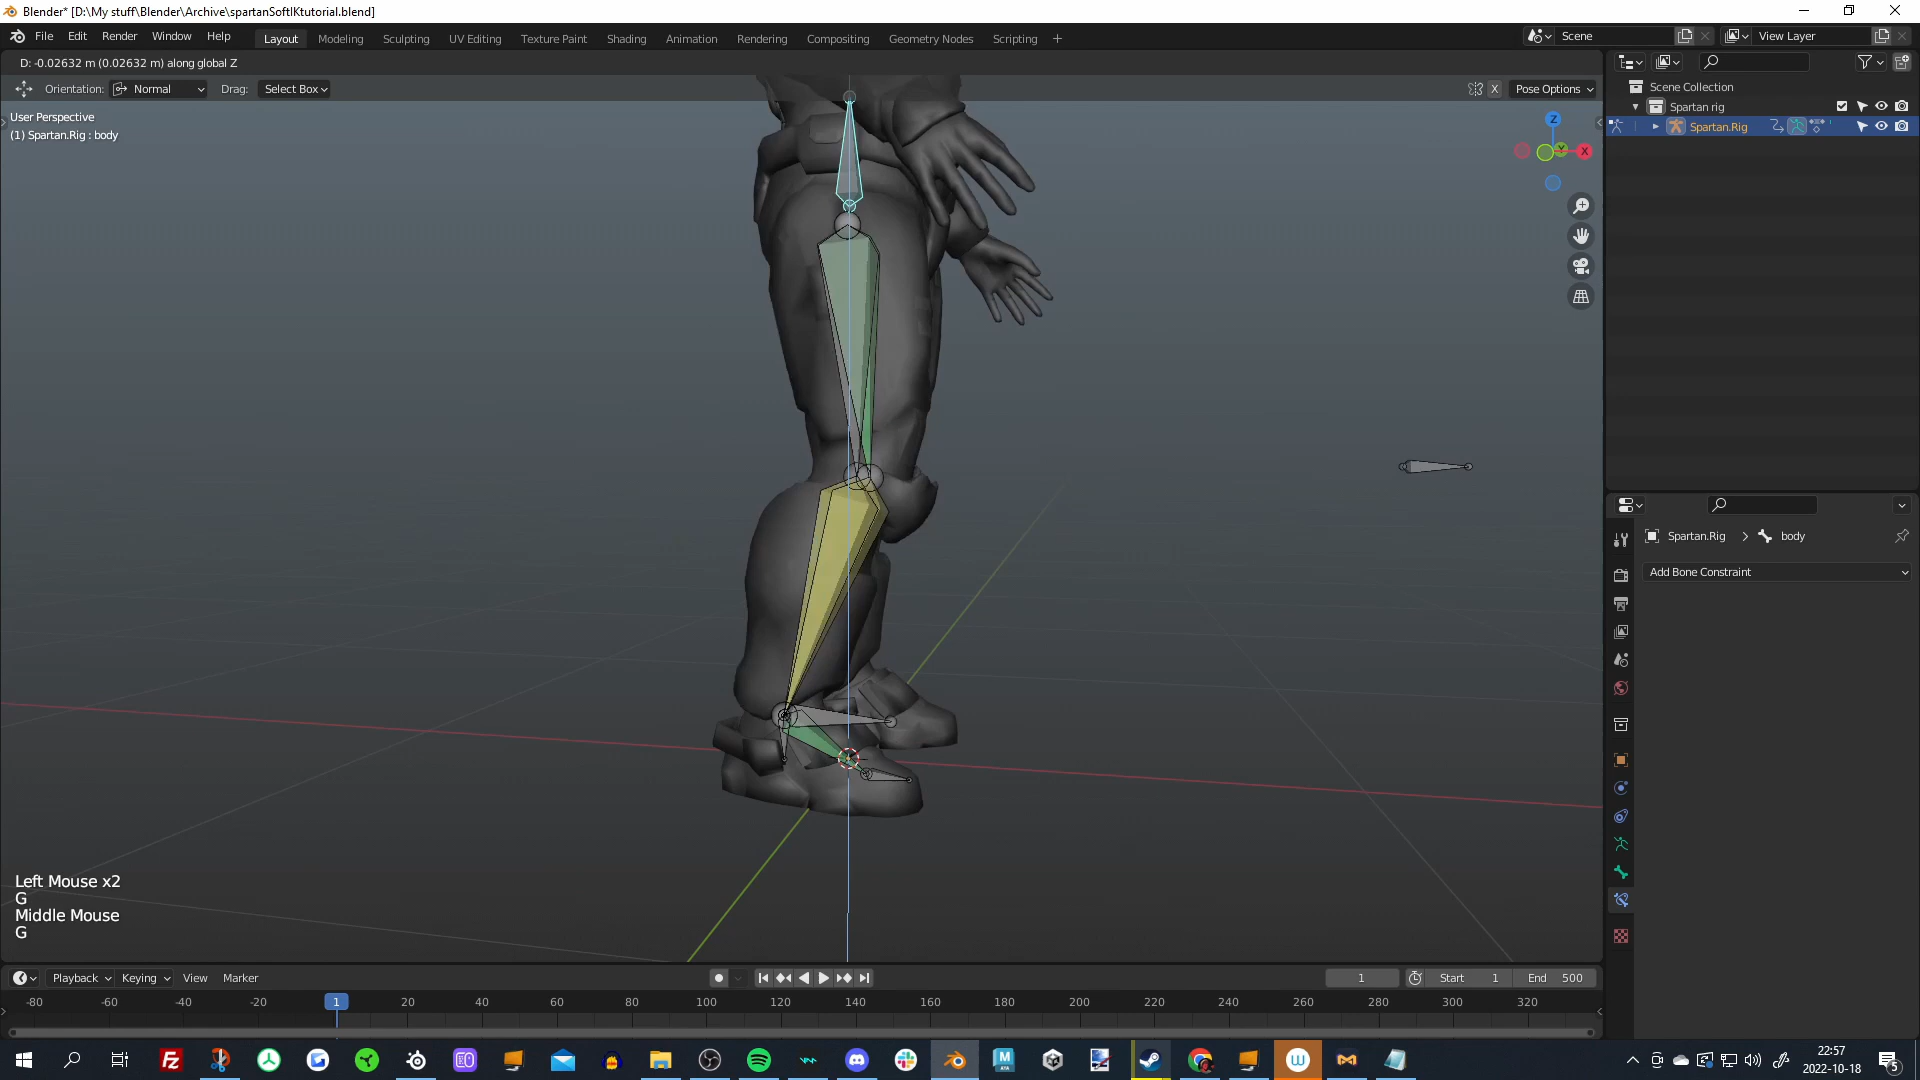 Blender* [D:\My stuff\Blender\Archive\spartanSoftIKtutorial.blend]
File Edit Render Window Help Layout Modeling Sculpting UV Editing Texture Paint Shading Animation Rendering Compositing Geometry Nodes Scripting Scene View Layer
D: -0.02632 m (0.02632 m) along global Z
Orientation: Normal Drag: Select Box X Pose Options
User Perspective
(1) Spartan.Rig : body
Z
Y
X
Scene Collection
Spartan rig
Spartan.Rig
Spartan.Rig body
Add Bone Constraint
Left Mouse x2
G
Middle Mouse
G
Playback Keying View Marker 1 Start 1 End 500
-80 -60 -40 -20 1 20 40 60 80 100 120 140 160 180 200 220 240 260 280 300 320
22:57
2022-10-18
5